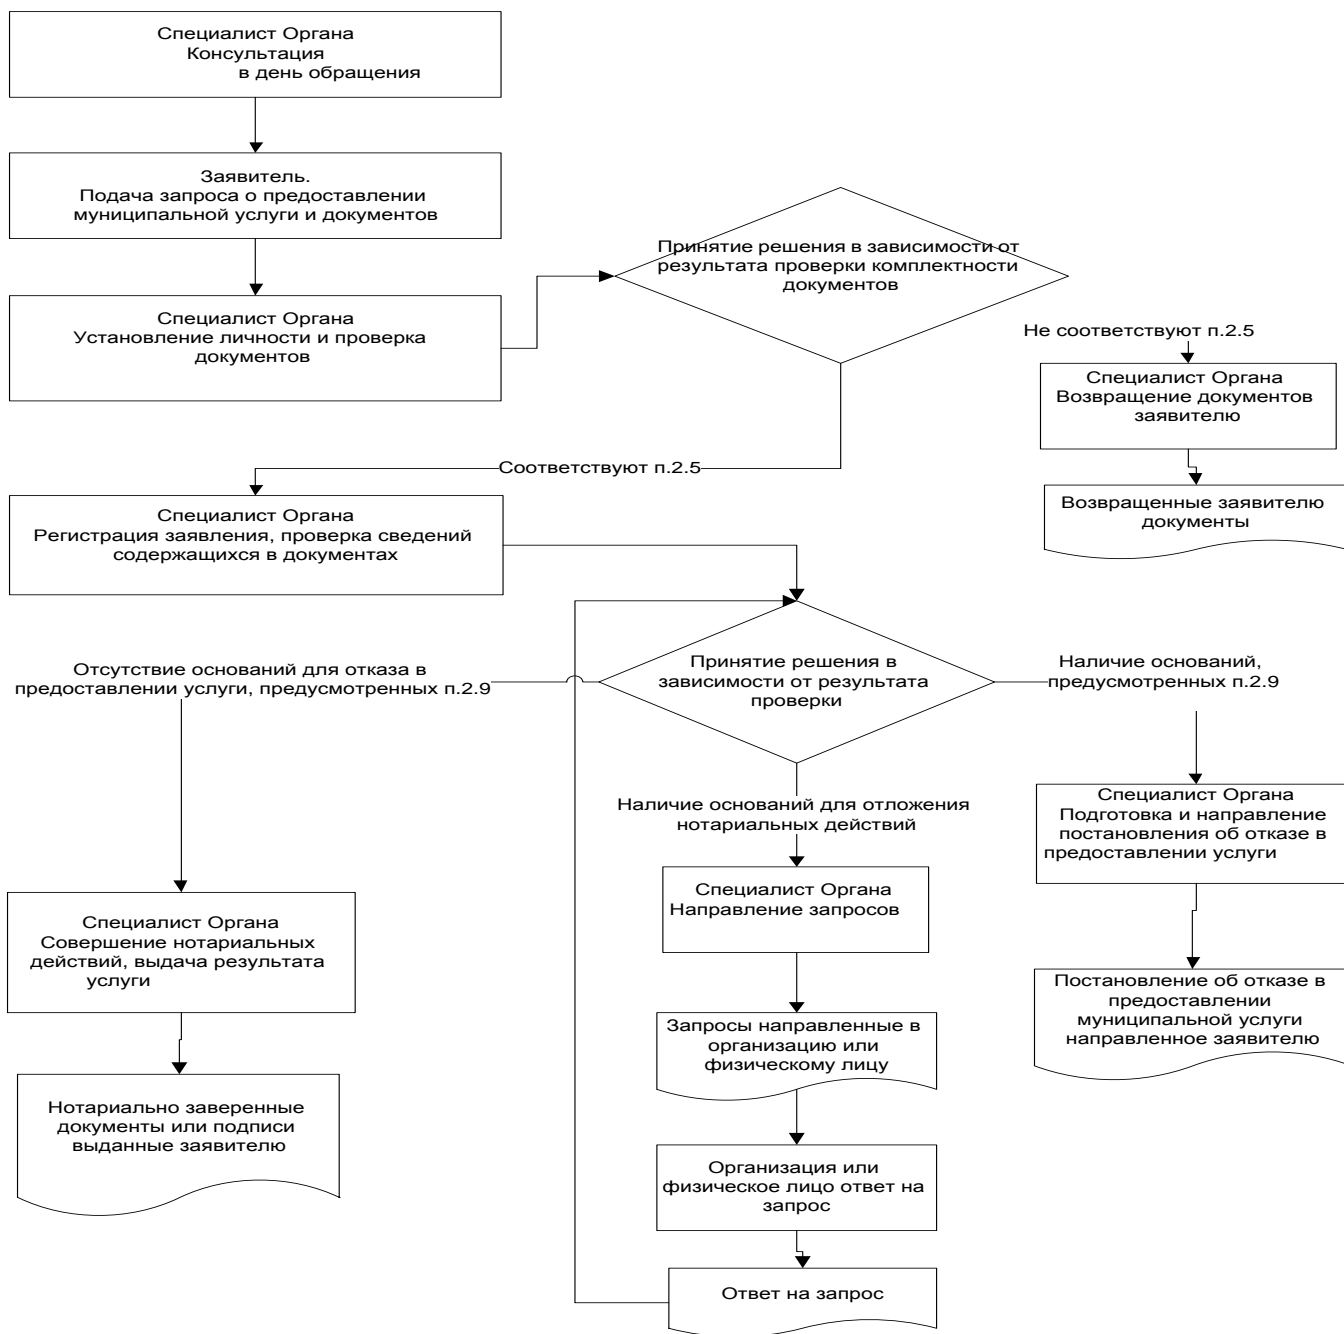 Специалист Органа
Консультация
в день обращения
Заявитель.
Подача запроса о предоставлении
муниципальной услуги и документов
Специалист Органа
Установление личности и проверка
документов
Принятие решения в зависимости от
результата проверки комплектности
документов
Не соответствуют п.2.5
Специалист Органа
Возвращение документов
заявителю
Возвращенные заявителю
документы
Соответствуют п.2.5
Специалист Органа
Регистрация заявления, проверка сведений
содержащихся в документах
Принятие решения в
зависимости от результата
проверки
Отсутствие оснований для отказа в
предоставлении услуги, предусмотренных п.2.9
Наличие оснований,
предусмотренных п.2.9
Наличие оснований для отложения
нотариальных действий
Специалист Органа
Подготовка и направление
постановления об отказе в
предоставлении услуги
Специалист Органа
Направление запросов
Специалист Органа
Совершение нотариальных
действий, выдача результата
услуги
Постановление об отказе в
предоставлении
муниципальной услуги
направленное заявителю
Запросы направленные в
организацию или
физическому лицу
Нотариально заверенные
документы или подписи
выданные заявителю
Организация или
физическое лицо ответ на
запрос
Ответ на запрос